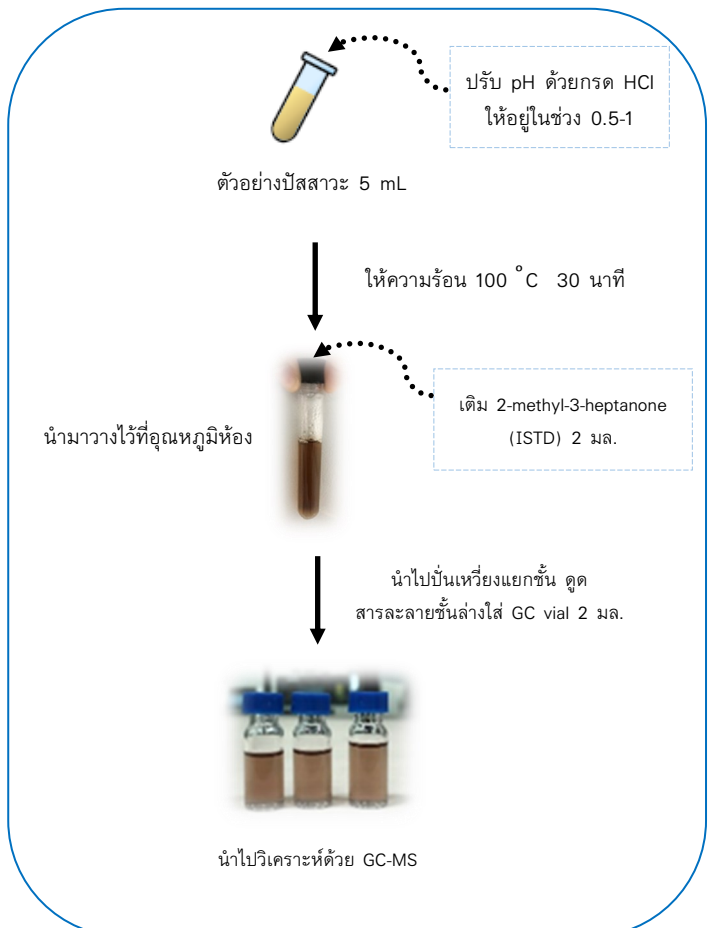 ปรับ pH ด้วยกรด HCl
ให้อยู่ในช่วง 0.5-1
ตัวอย่างปัสสาวะ 5 mL
ให้ความร้อน 100 °C 30 นาที
เติม 2-methyl-3-heptanone
(ISTD) 2 มล.
นำมาวางไว้ที่อุณหภูมิห้อง
นำไปปั่นเหวี่ยงแยกชั้น ดูด
สารละลายชั้นล่างใส่ GC vial 2 มล.
นำไปวิเคราะห์ด้วย GC-MS